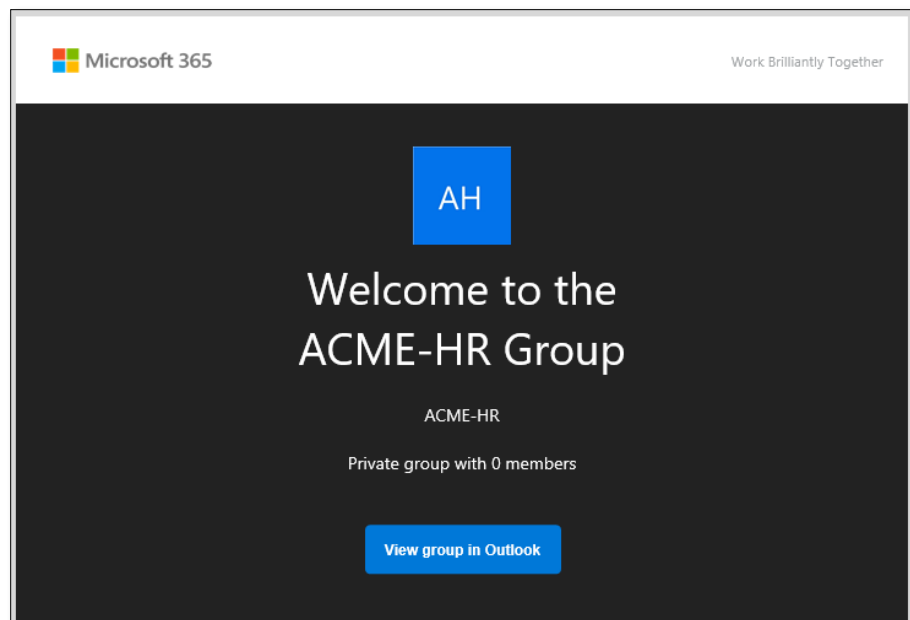 Microsoft 365
Work Brilliantly Together
AH
Welcome to the
ACME-HR Group
ACME-HR
Private group with 0 members
View group in Outlook